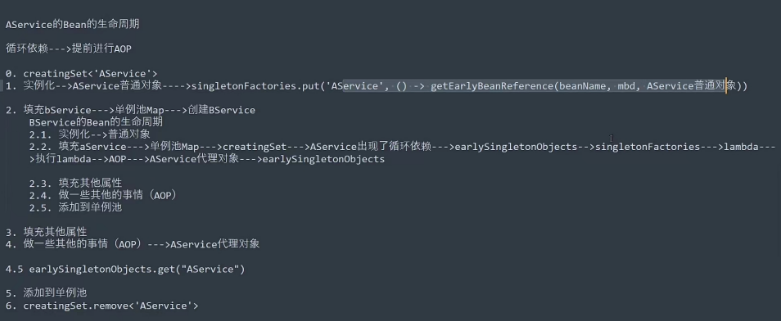 AService的Bean的生命周期
循环依赖--->提前进行AOP
0. creatingSet<'AService'>
1. 实例化-->AService普通对象---->singletonFactories.put('AService', () -> getEarlyBeanReference(beanName, mbd, AService普通对象))
2. 填充bService--->单例池Map--->创建BService
BService的Bean的生命周期
2.1. 实例化-->普通对象
2.2. 填充aService--->单例池Map--->creatingSet--->AService出现了循环依赖--->earlySingletonObjects-->singletonFactories--->lambda---
>执行lambda-->AOP--->AService代理对象--->earlySingletonObjects
2.3. 填充其他属性
2.4. 做一些其他的事情（AOP）
2.5. 添加到单例池
3. 填充其他属性
4. 做一些其他的事情（AOP）--->AService代理对象
4.5 earlySingletonObjects.get("AService")
5. 添加到单例池
6. creatingSet.remove<'AService'>